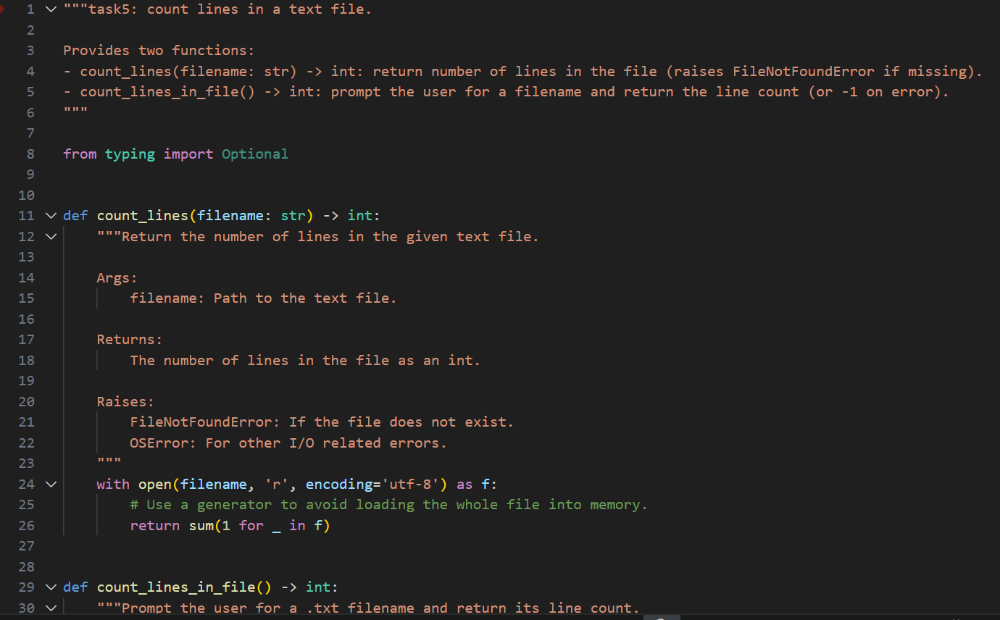 1 """task5: count lines in a text file.
2
3 Provides two functions:
4 - count_lines(filename: str) -> int: return number of lines in the file (raises FileNotFoundError if missing).
5 - count_lines_in_file() -> int: prompt the user for a filename and return the line count (or -1 on error).
6 """
7
8 from typing import Optional
9
10
11 def count_lines(filename: str) -> int:
12     """Return the number of lines in the given text file.
13
14     Args:
15         filename: Path to the text file.
16
17     Returns:
18         The number of lines in the file as an int.
19
20     Raises:
21         FileNotFoundError: If the file does not exist.
22         OSError: For other I/O related errors.
23     """
24     with open(filename, 'r', encoding='utf-8') as f:
25         # Use a generator to avoid loading the whole file into memory.
26         return sum(1 for _ in f)
27
28
29 def count_lines_in_file() -> int:
30     """Prompt the user for a .txt filename and return its line count.